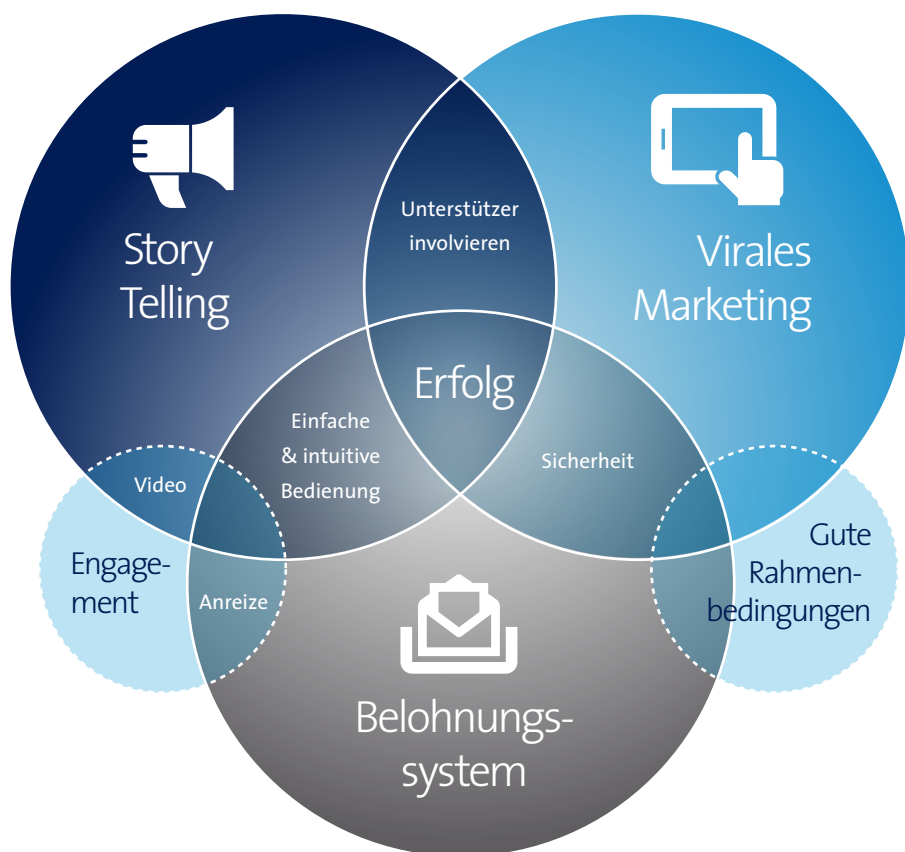 Story
Telling
Virales
Marketing
Unterstützer
involvieren
Erfolg
Einfache
& intuitive
Bedienung
Sicherheit
Video
Engage-
ment
Anreize
Gute
Rahmen-
bedingungen
Belohnungs-
system